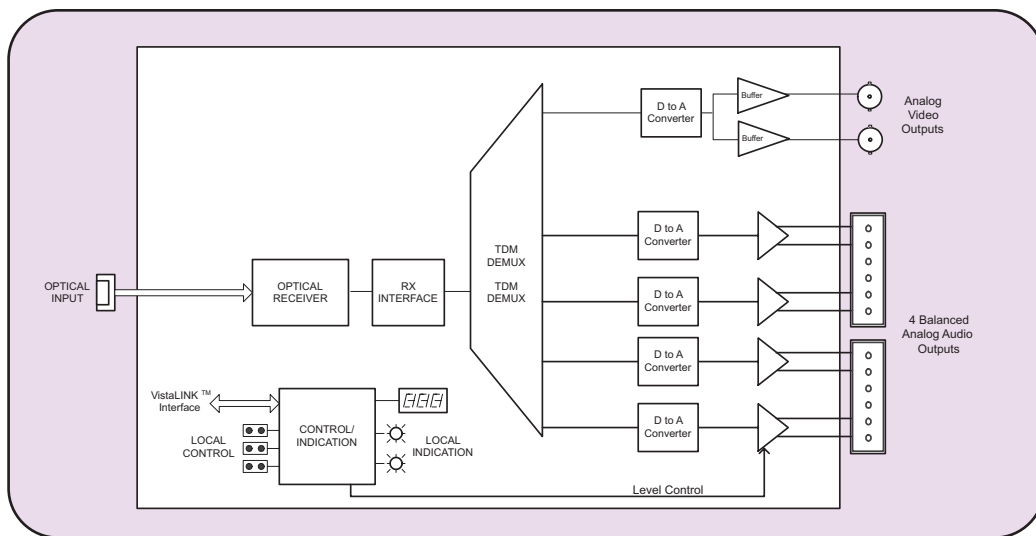 D to A
Converter
Buffer
Buffer
Analog
Video
Outputs
D to A
Converter
TDM
DEMUX
TDM
DEMUX
OPTICAL
INPUT
OPTICAL
RECEIVER
RX
INTERFACE
D to A
Converter
4 Balanced
Analog Audio
Outputs
D to A
Converter
D to A
Converter
VistaLINK TM
Interface
CONTROL/
INDICATION
LOCAL
CONTROL
LOCAL
INDICATION
Level Control